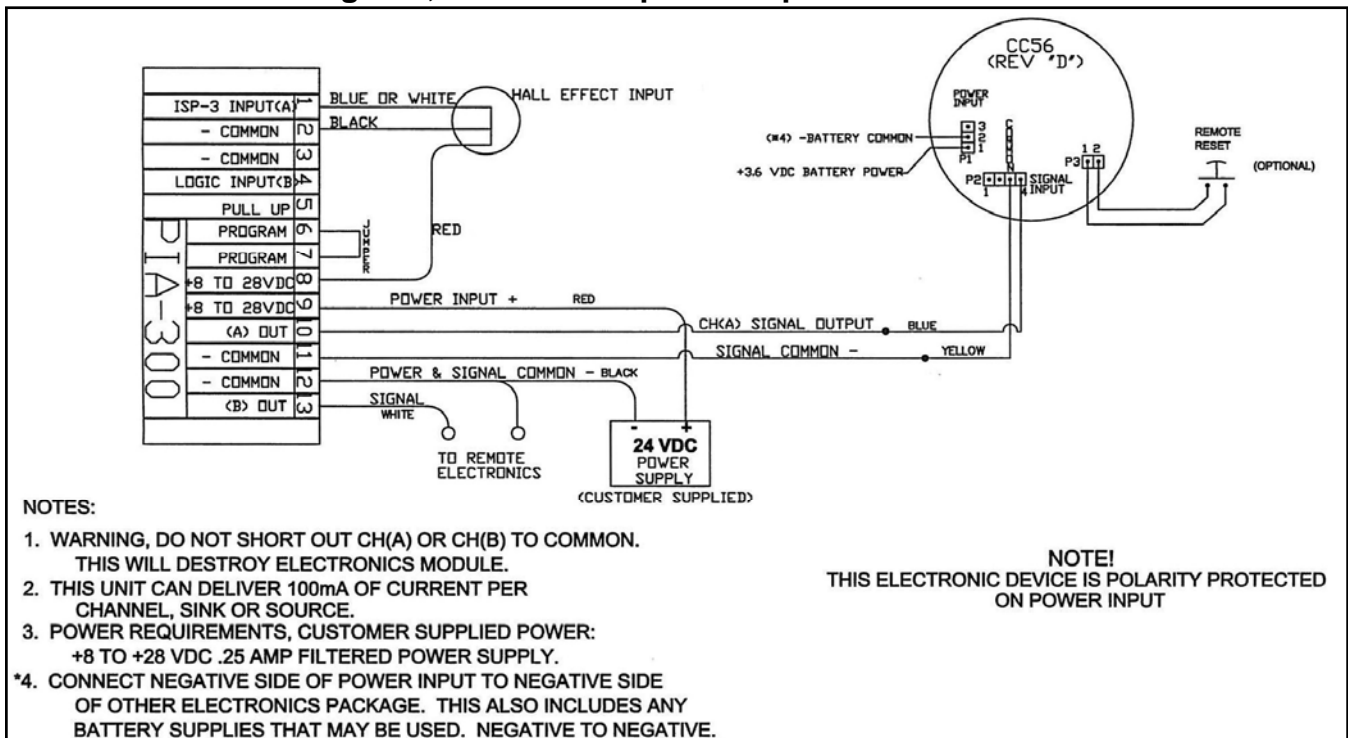 ISP-3 INPUT(A) 1
- COMMON 2
- COMMON 3
LOGIC INPUT(B) 4
PULL UP 5
PROGRAM 6
PROGRAM 7
+8 TO 28VDC 8
+8 TO 28VDC 9
(A) OUT 10
- COMMON 11
- COMMON 12
(B) OUT 13
PIA-300
BLUE OR WHITE
BLACK
HALL EFFECT INPUT
JUMPER
RED
POWER INPUT + RED
CH(A) SIGNAL OUTPUT BLUE
SIGNAL COMMON - YELLOW
POWER & SIGNAL COMMON - BLACK
SIGNAL
WHITE
TO REMOTE
ELECTRONICS
- +
24 VDC
POWER
SUPPLY
(CUSTOMER SUPPLIED)
CC56
(REV "D")
POWER
INPUT
3
2
1
P1
COMMON
(*4) -BATTERY COMMON
+3.6 VDC BATTERY POWER
P2
1 4
SIGNAL
INPUT
1 2
P3
REMOTE
RESET
(OPTIONAL)
NOTES:
1. WARNING, DO NOT SHORT OUT CH(A) OR CH(B) TO COMMON.
THIS WILL DESTROY ELECTRONICS MODULE.
2. THIS UNIT CAN DELIVER 100mA OF CURRENT PER
CHANNEL, SINK OR SOURCE.
3. POWER REQUIREMENTS, CUSTOMER SUPPLIED POWER:
+8 TO +28 VDC .25 AMP FILTERED POWER SUPPLY.
*4. CONNECT NEGATIVE SIDE OF POWER INPUT TO NEGATIVE SIDE
OF OTHER ELECTRONICS PACKAGE. THIS ALSO INCLUDES ANY
BATTERY SUPPLIES THAT MAY BE USED. NEGATIVE TO NEGATIVE.
NOTE!
THIS ELECTRONIC DEVICE IS POLARITY PROTECTED
ON POWER INPUT